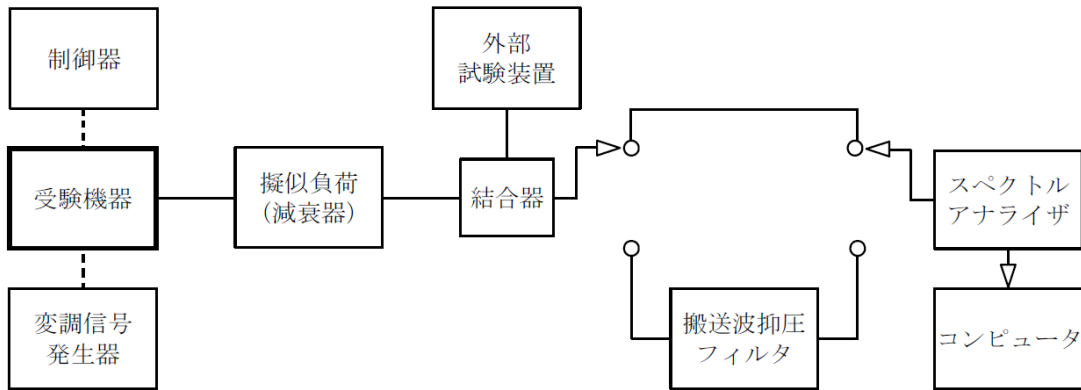 制御器
外部
試験装置
受験機器
擬似負荷
（減衰器）
結合器
スペクトル
アナライザ
変調信号
発生器
搬送波抑圧
フィルタ
コンピュータ